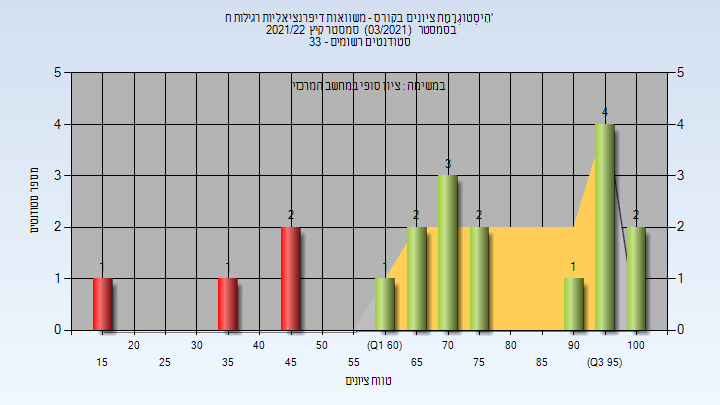 'הִיסְטוֹגְרָמַת ציונים בקורס - משוואות דיפרנציאליות רגילות ח
בסמסטר (03/2021) סמסטר קיץ 2021/22
סטודנטים רשומים - 33
במשימה : ציון סופי במחשב המרכזי
מספר סטודנטים
5 5
4 4
3 3
2 2
1 1
0 0
1 1 2 1 2 3 2 1 4 2
20 30 40 50 (Q1 60) 70 80 90 100
15 25 35 45 55 65 75 85 (Q3 95)
טווח ציונים